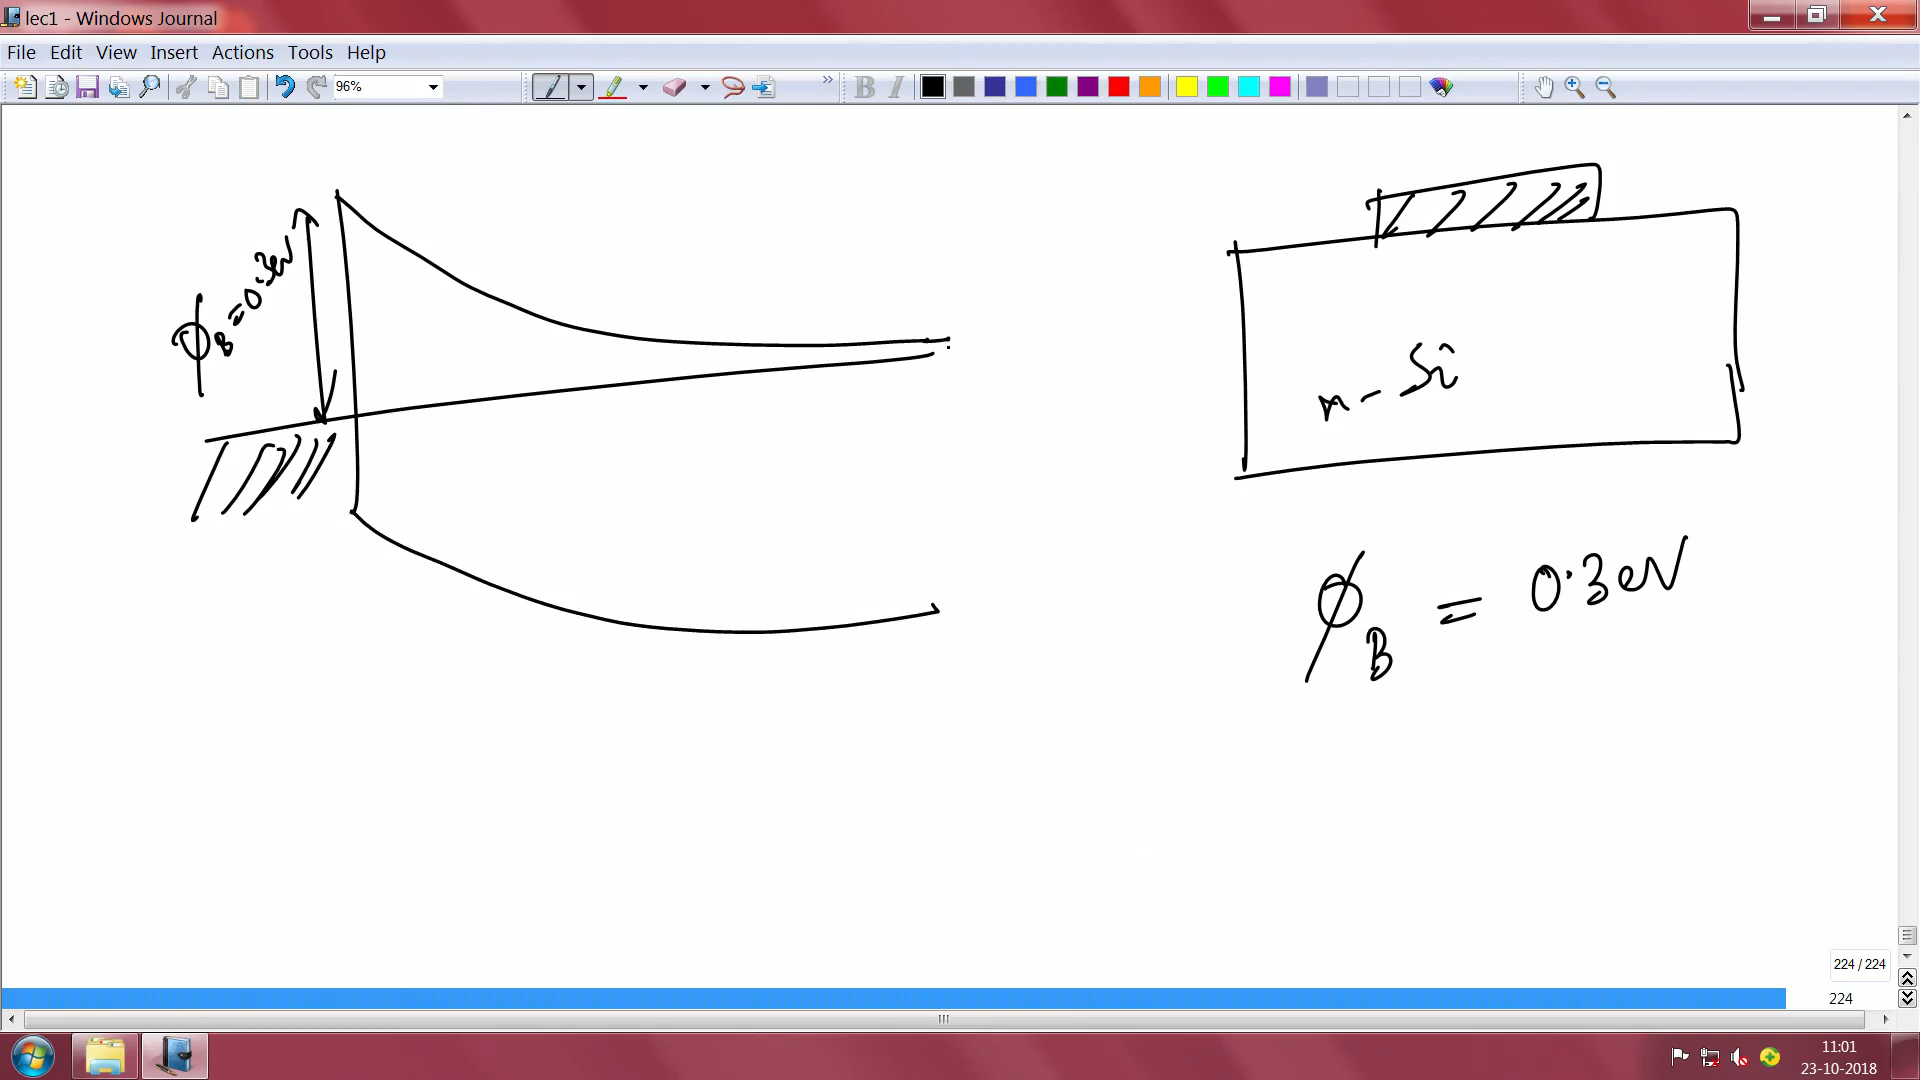 lec1 - Windows Journal
File Edit View Insert Actions Tools Help
96%
B I
ϕB = 0.3eV
n - Si
ϕB = 0.3eV
224 / 224
224
11:01
23-10-2018